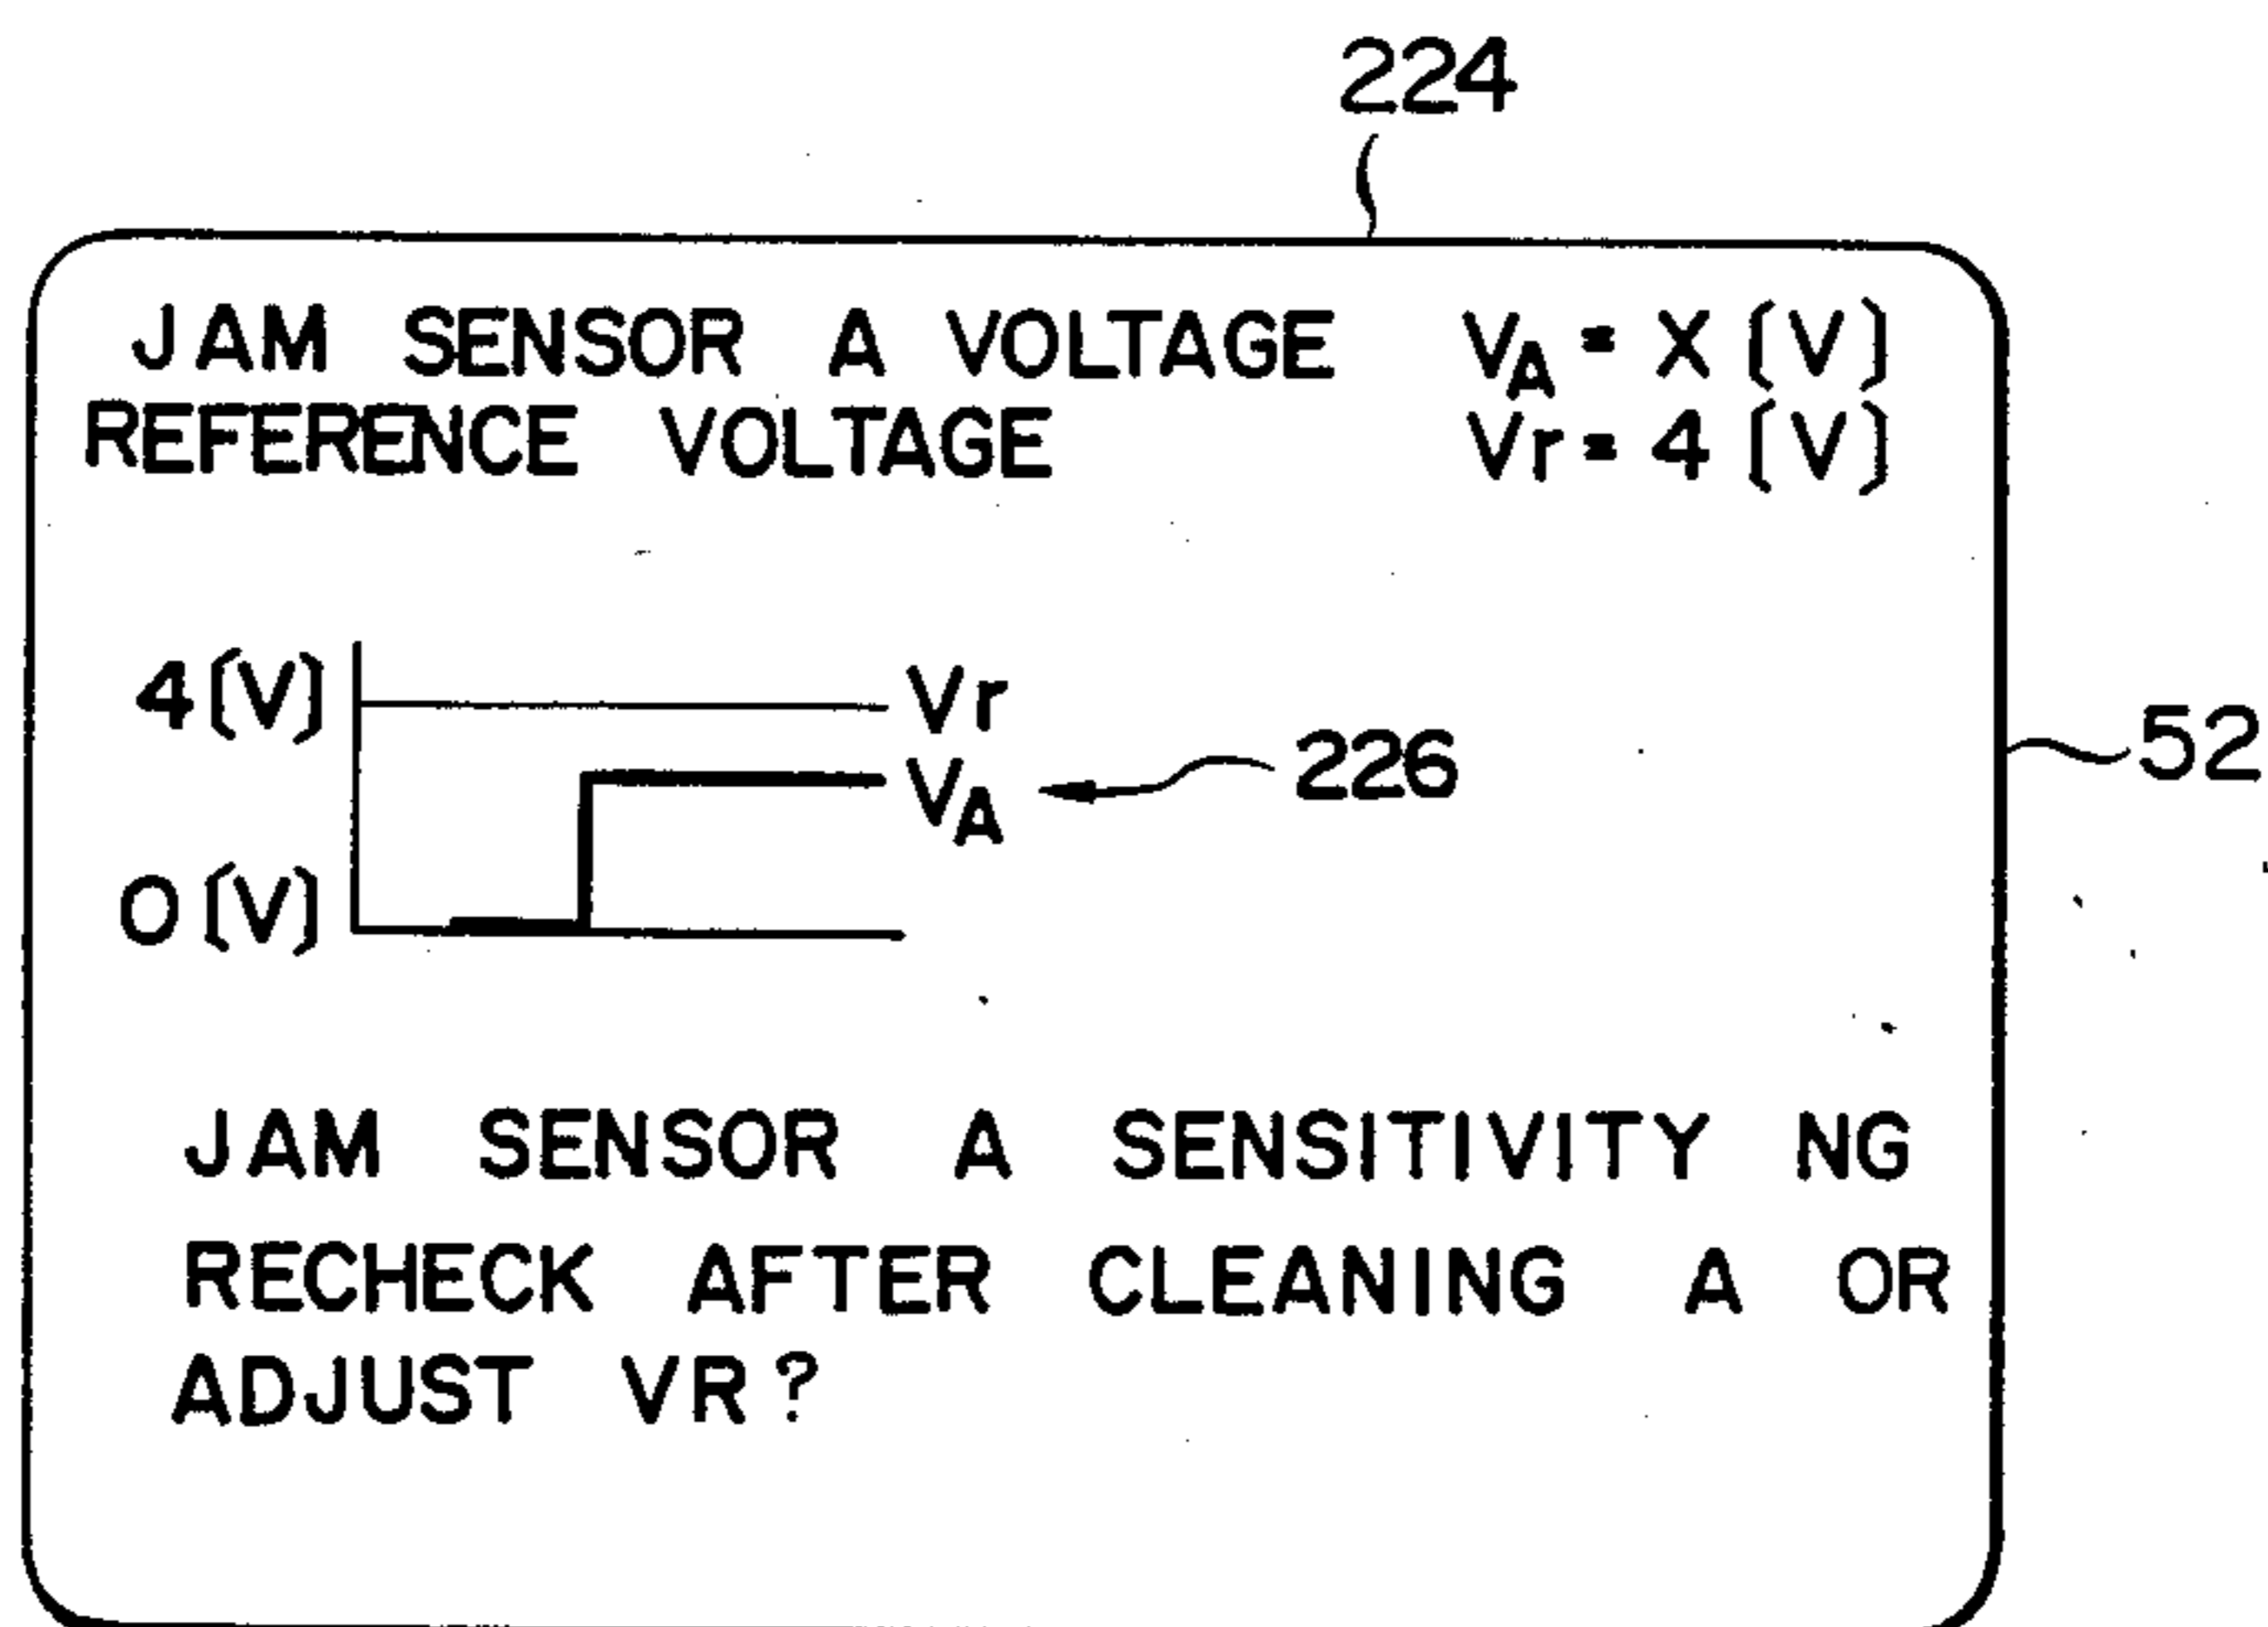 224
JAM SENSOR A VOLTAGE VA = X [V]
REFERENCE VOLTAGE Vr = 4 [V]
4 [V] Vr
VA 226
52
0 [V]
JAM SENSOR A SENSITIVITY NG
RECHECK AFTER CLEANING A OR
ADJUST VR?